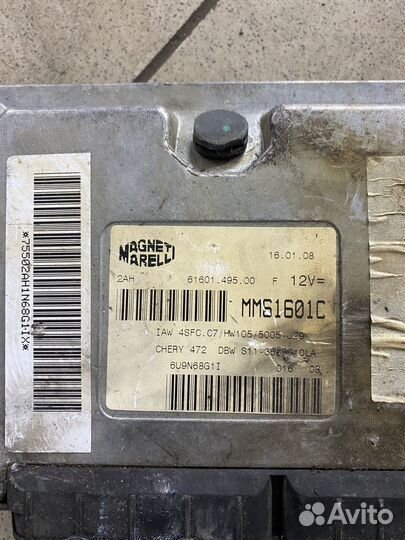 *75502AH1N68G1IX*
MAGNETI
MARELLI
16.01.08
2AH
61601.495.00 F 12V=
MMS1601C
IAW 4SFC.C7/HW105/5005-J
CHERY 472 DBW
6U9N68G1I
016 08
Avito